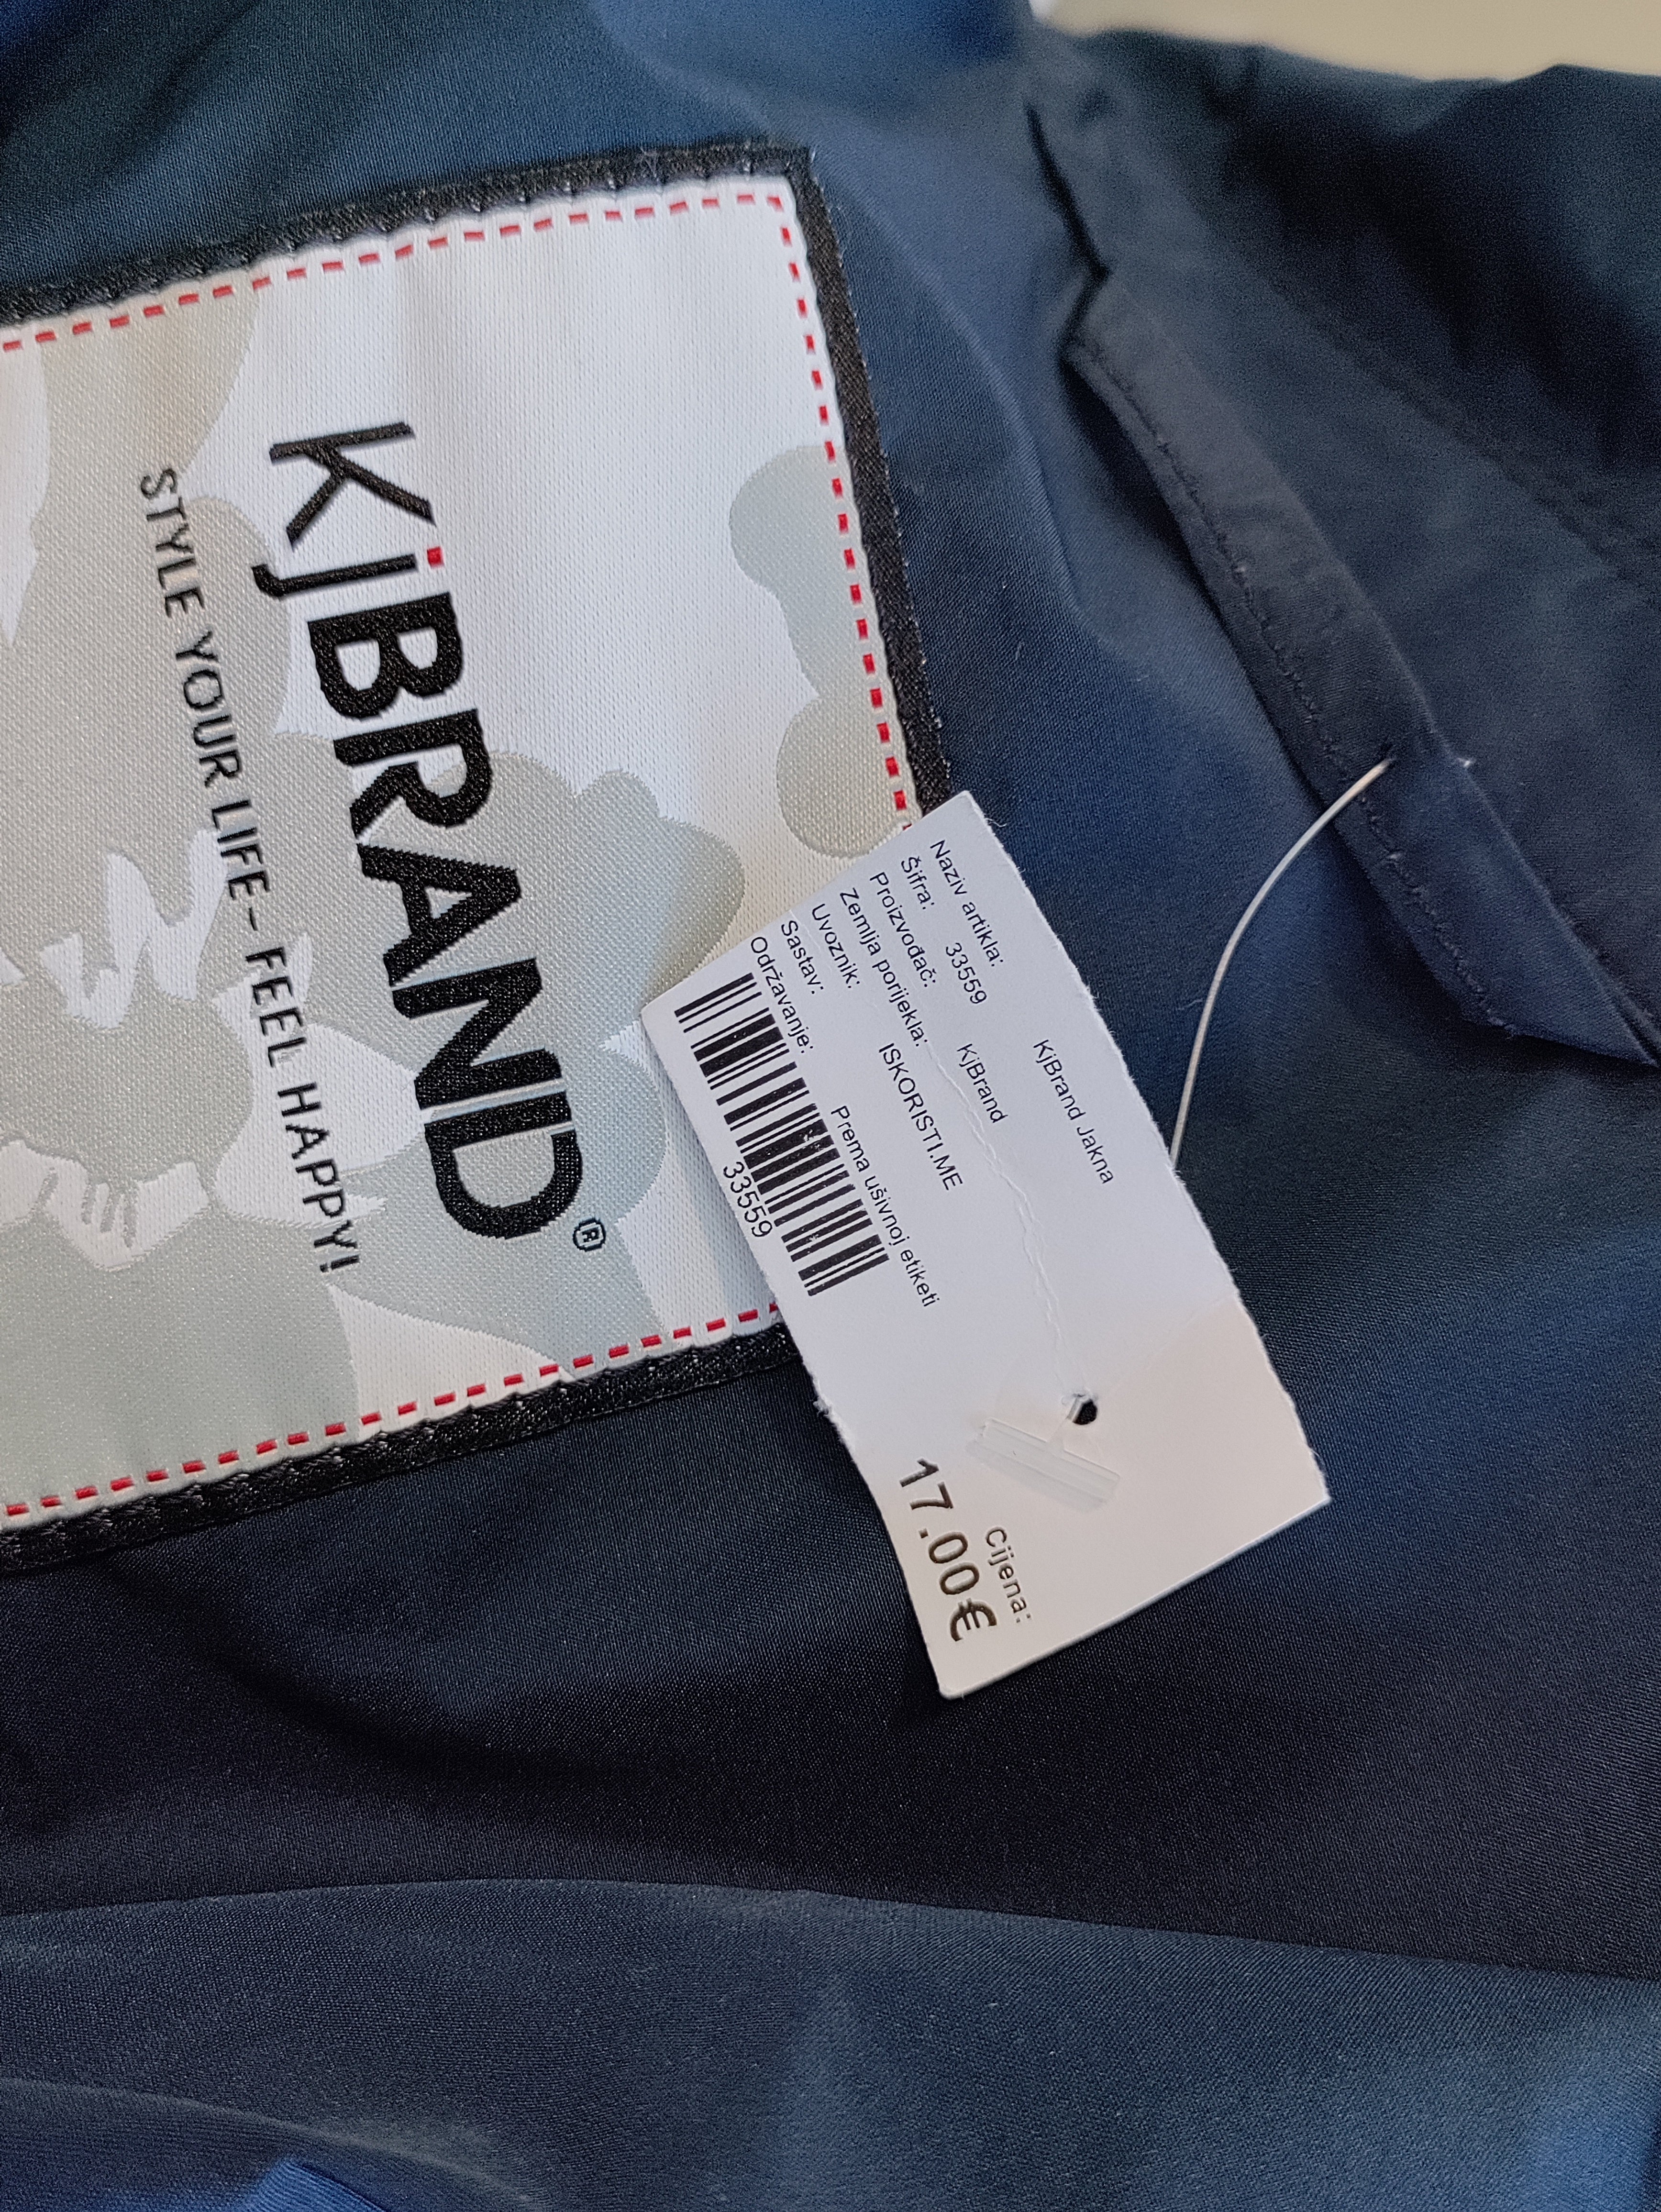 KjBRAND®
STYLE YOUR LIFE - FEEL HAPPY!
Naziv artikla: KjBrand Jakna
Šifra: 33559
Proizvođač: KjBrand
Zemlja porijekla:
Uvoznik: ISKORISTI.ME
Sastav:
Održavanje: Prema ušivnoj etiketi
33559
Cijena:
17.00€